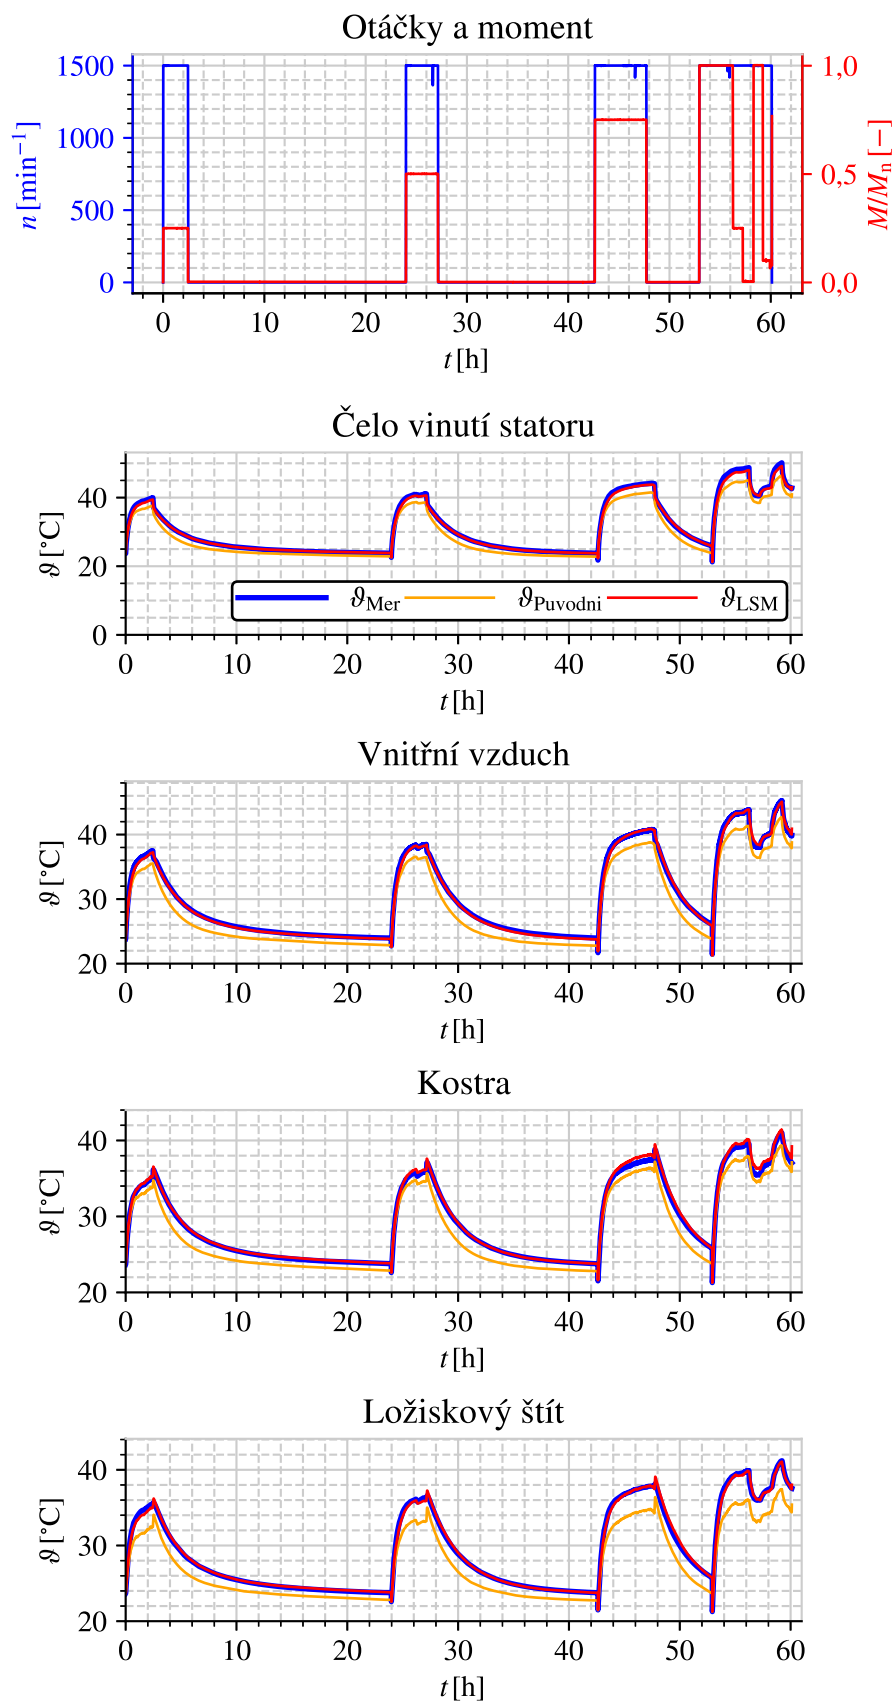 Otáčky a moment
1500
1000
500
0
n [min⁻¹]
1,0
0,5
0,0
M/Mₙ [−]
0 10 20 30 40 50 60
t [h]
Čelo vinutí statoru
40
20
0
ϑ [°C]
ϑMer ϑPuvodni ϑLSM
0 10 20 30 40 50 60
t [h]
Vnitřní vzduch
40
30
20
ϑ [°C]
0 10 20 30 40 50 60
t [h]
Kostra
40
30
20
ϑ [°C]
0 10 20 30 40 50 60
t [h]
Ložiskový štít
40
30
20
ϑ [°C]
0 10 20 30 40 50 60
t [h]